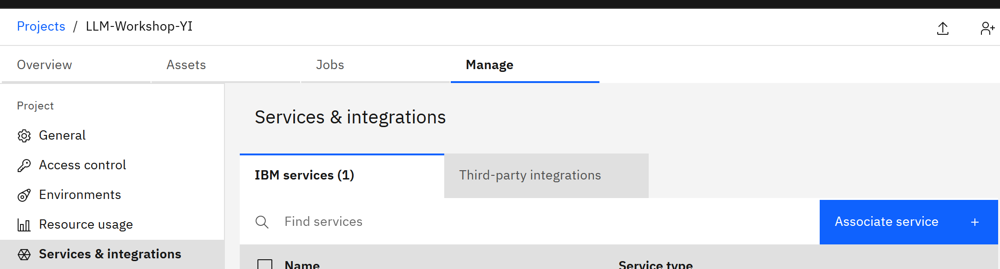 Projects / LLM-Workshop-YI
Overview Assets Jobs Manage
Project
General
Access control
Environments
Resource usage
Services & integrations
Services & integrations
IBM services (1) Third-party integrations
Find services Associate service +
Name Service type